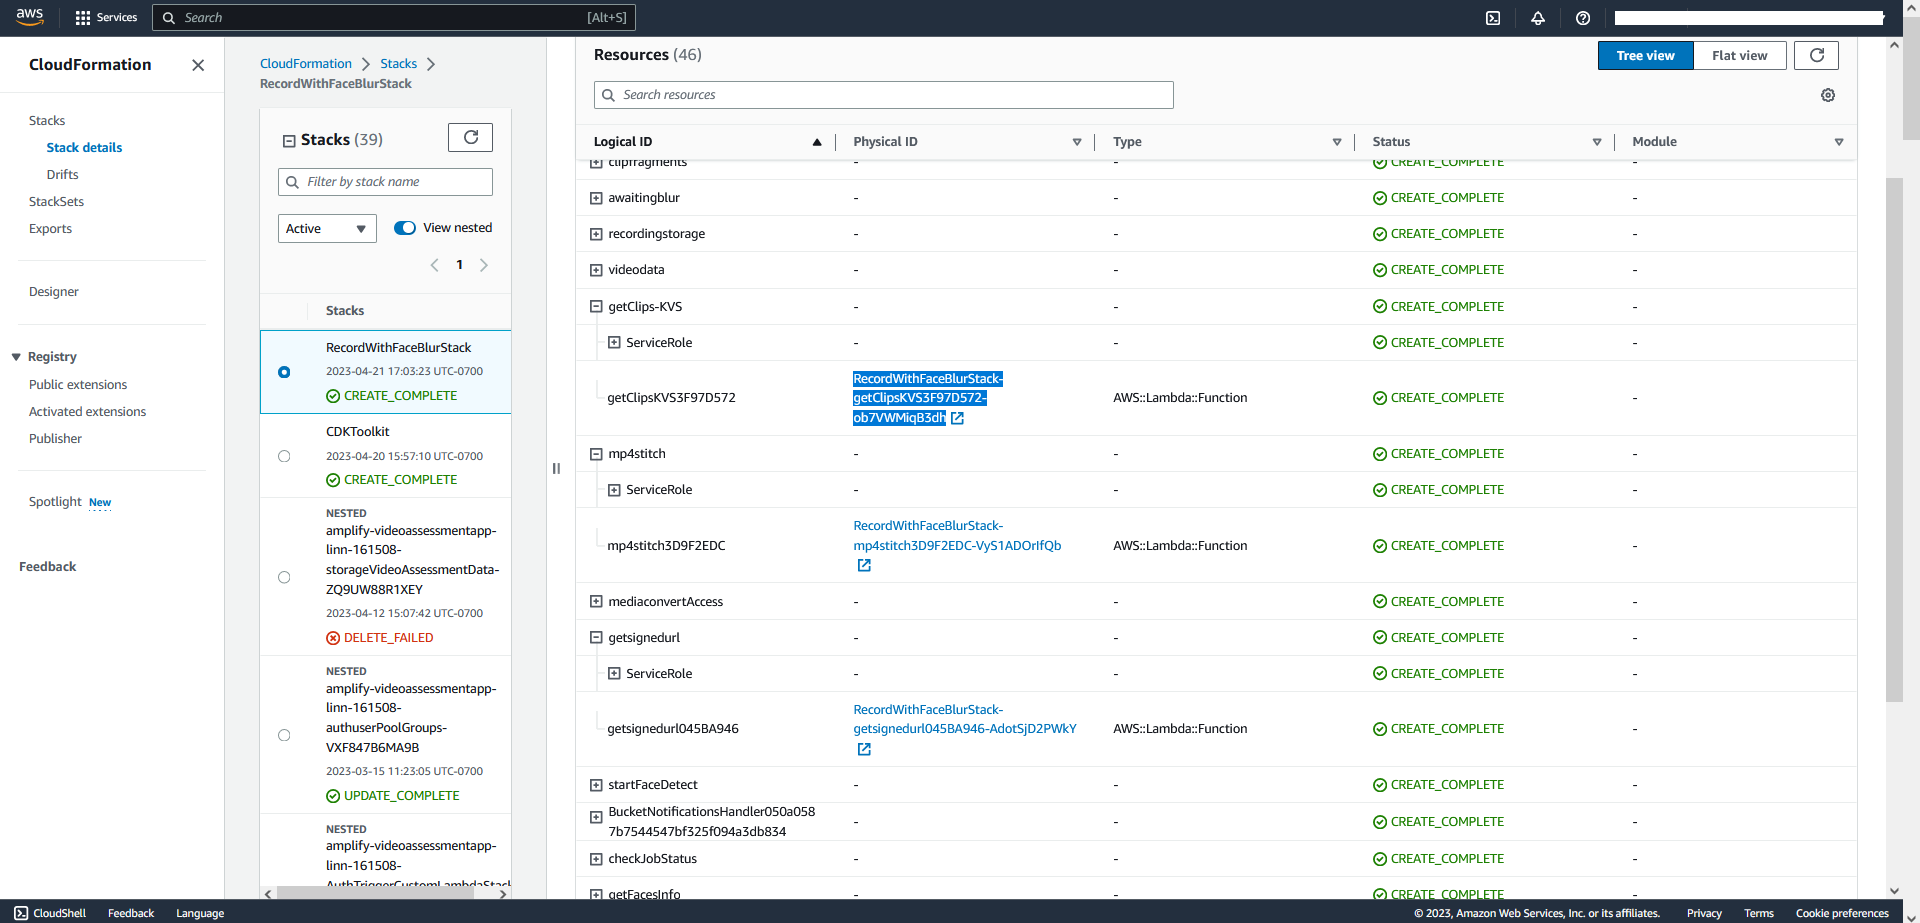 aws
Services
Search
[Alt+S]
CloudFormation
Stacks
Stack details
Drifts
StackSets
Exports
Designer
Registry
Public extensions
Activated extensions
Publisher
Spotlight New
Feedback
CloudFormation
Stacks
RecordWithFaceBlurStack
Stacks (39)
Filter by stack name
Active
View nested
1
Stacks
RecordWithFaceBlurStack
2023-04-21 17:03:23 UTC-0700
CREATE_COMPLETE
CDKToolkit
2023-04-20 15:57:10 UTC-0700
CREATE_COMPLETE
NESTED
amplify-videoassessmentapp-
linn-161508-
storageVideoAssessmentData-
ZQ9UW88R1XEY
2023-04-12 15:07:42 UTC-0700
DELETE_FAILED
NESTED
amplify-videoassessmentapp-
linn-161508-
authuserPoolGroups-
VXF847B6MA9B
2023-03-15 11:23:05 UTC-0700
UPDATE_COMPLETE
NESTED
amplify-videoassessmentapp-
linn-161508-
AuthTriggerCustomLambdaStack
Resources (46)
Tree view
Flat view
Search resources
Logical ID Physical ID Type Status Module
clipfragments - - CREATE_COMPLETE -
awaitingblur - - CREATE_COMPLETE -
recordingstorage - - CREATE_COMPLETE -
videodata - - CREATE_COMPLETE -
getClips-KVS - - CREATE_COMPLETE -
ServiceRole - - CREATE_COMPLETE -
RecordWithFaceBlurStack-
getClipsKVS3F97D572 getClipsKVS3F97D572- AWS::Lambda::Function CREATE_COMPLETE -
ob7VWMiqB3dh
mp4stitch - - CREATE_COMPLETE -
ServiceRole - - CREATE_COMPLETE -
RecordWithFaceBlurStack-
mp4stitch3D9F2EDC mp4stitch3D9F2EDC-VyS1ADOrIfQb AWS::Lambda::Function CREATE_COMPLETE -
mediaconvertAccess - - CREATE_COMPLETE -
getsignedurl - - CREATE_COMPLETE -
ServiceRole - - CREATE_COMPLETE -
RecordWithFaceBlurStack-
getsignedurl045BA946 getsignedurl045BA946-AdotSjD2PWkY AWS::Lambda::Function CREATE_COMPLETE -
startFaceDetect - - CREATE_COMPLETE -
BucketNotificationsHandler050a058
7b7544547bf325f094a3db834 - - CREATE_COMPLETE -
checkJobStatus - - CREATE_COMPLETE -
getFacesInfo - - CREATE_COMPLETE -
CloudShell Feedback Language
© 2023, Amazon Web Services, Inc. or its affiliates. Privacy Terms Cookie preferences